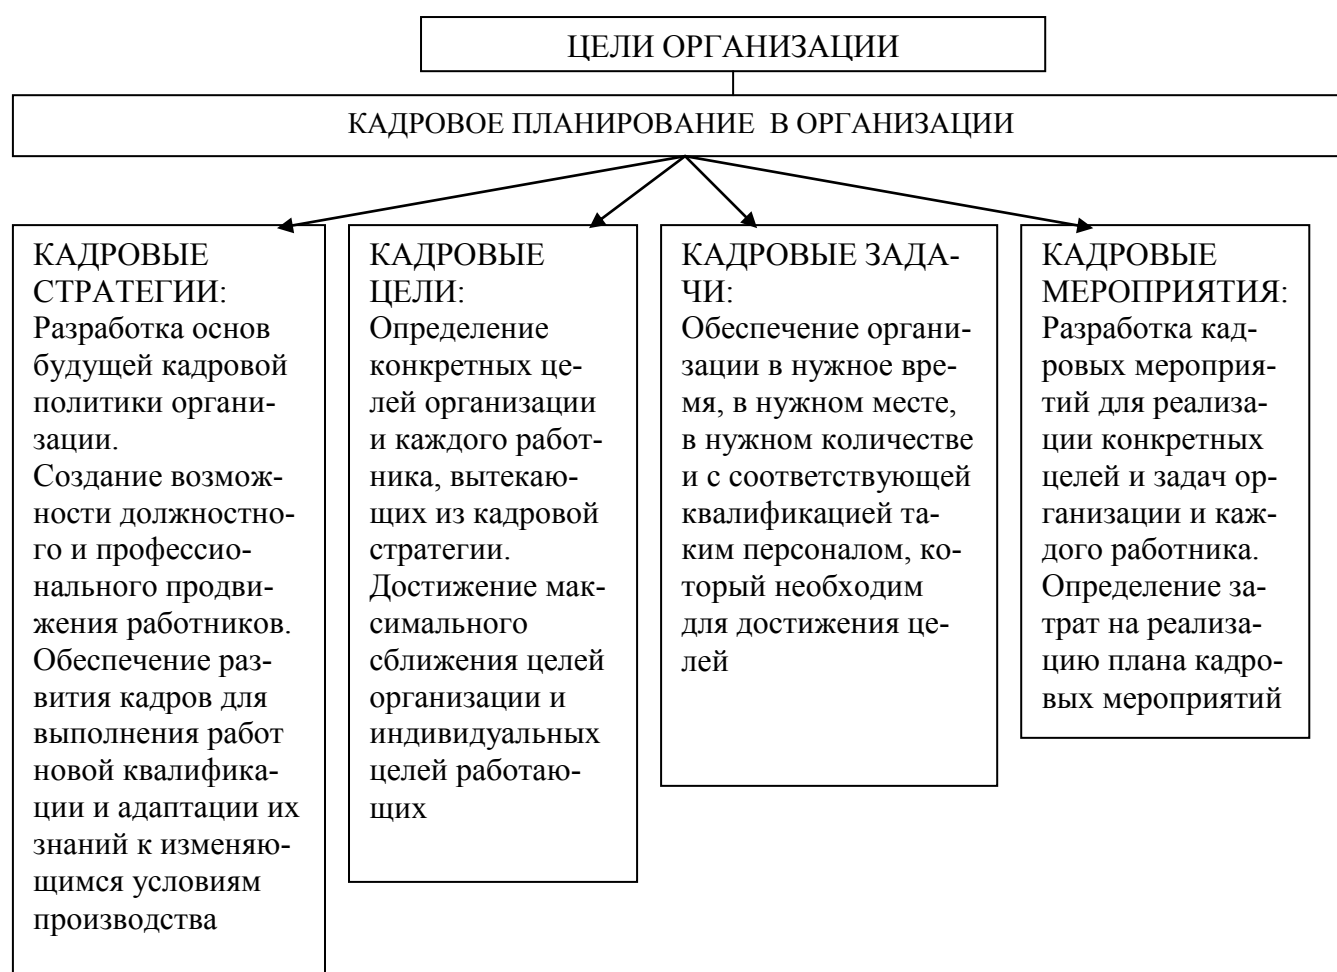 ЦЕЛИ ОРГАНИЗАЦИИ
КАДРОВОЕ ПЛАНИРОВАНИЕ В ОРГАНИЗАЦИИ
КАДРОВЫЕ
СТРАТЕГИИ:
Разработка основ
будущей кадровой
политики органи-
зации.
Создание возмож-
ности должностно-
го и профессио-
нального продви-
жения работников.
Обеспечение раз-
вития кадров для
выполнения работ
новой квалифика-
ции и адаптации их
знаний к изменяю-
щимся условиям
производства
КАДРОВЫЕ
ЦЕЛИ:
Определение
конкретных це-
лей организации
и каждого работ-
ника, вытекаю-
щих из кадровой
стратегии.
Достижение мак-
симального
сближения целей
организации и
индивидуальных
целей работаю-
щих
КАДРОВЫЕ ЗАДА-
ЧИ:
Обеспечение органи-
зации в нужное вре-
мя, в нужном месте,
в нужном количестве
и с соответствующей
квалификацией та-
ким персоналом, ко-
торый необходим
для достижения це-
лей
КАДРОВЫЕ
МЕРОПРИЯТИЯ:
Разработка кад-
ровых мероприя-
тий для реализа-
ции конкретных
целей и задач ор-
ганизации и каж-
дого работника.
Определение за-
трат на реализа-
цию плана кадро-
вых мероприятий